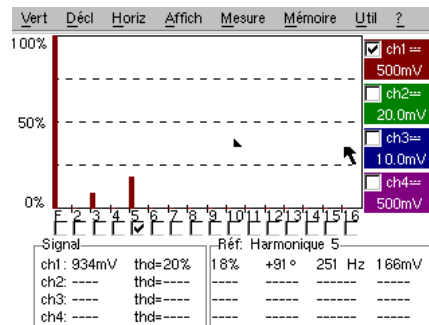 Vert Décl Horiz Affich Mesure Mémoire Util ?
100%
ch1
500mV
ch2
20.0mV
50%
ch3
10.0mV
ch4
0%
500mV
F 2 3 4 5 6 7 8 9 10 11 12 13 14 15 16
Signal Réf: Harmonique 5
ch1: 934mV thd=20% 18% +91° 251 Hz 166mV
ch2: ---- thd=---- ---- ----- ----- -----
ch3: ---- thd=---- ---- ----- ----- -----
ch4: ---- thd=---- ---- ----- ----- -----